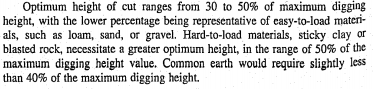 Optimum height of cut ranges from 30 to 50% of maximum digging
height, with the lower percentage being representative of easy-to-load materi-
als, such as loam, sand, or gravel. Hard-to-load materials, sticky clay or
blasted rock, necessitate a greater optimum height, in the range of 50% of the
maximum digging height value. Common earth would require slightly less
than 40% of the maximum digging height.